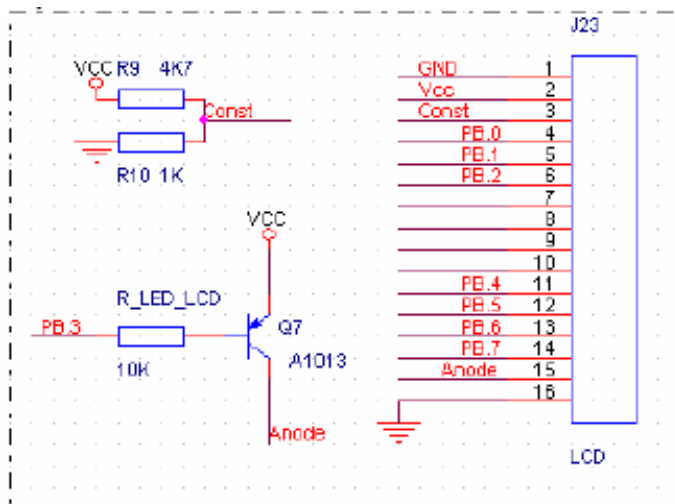 J23
VCC R9 4K7
Const
R10 1K
GND 1
Vcc 2
Const 3
PB.0 4
PB.1 5
PB.2 6
7
8
9
10
PB.4 11
PB.5 12
PB.6 13
PB.7 14
Anode 15
16
LCD
VCC
R_LED_LCD
PB.3
10K
Q7
A1013
Anode